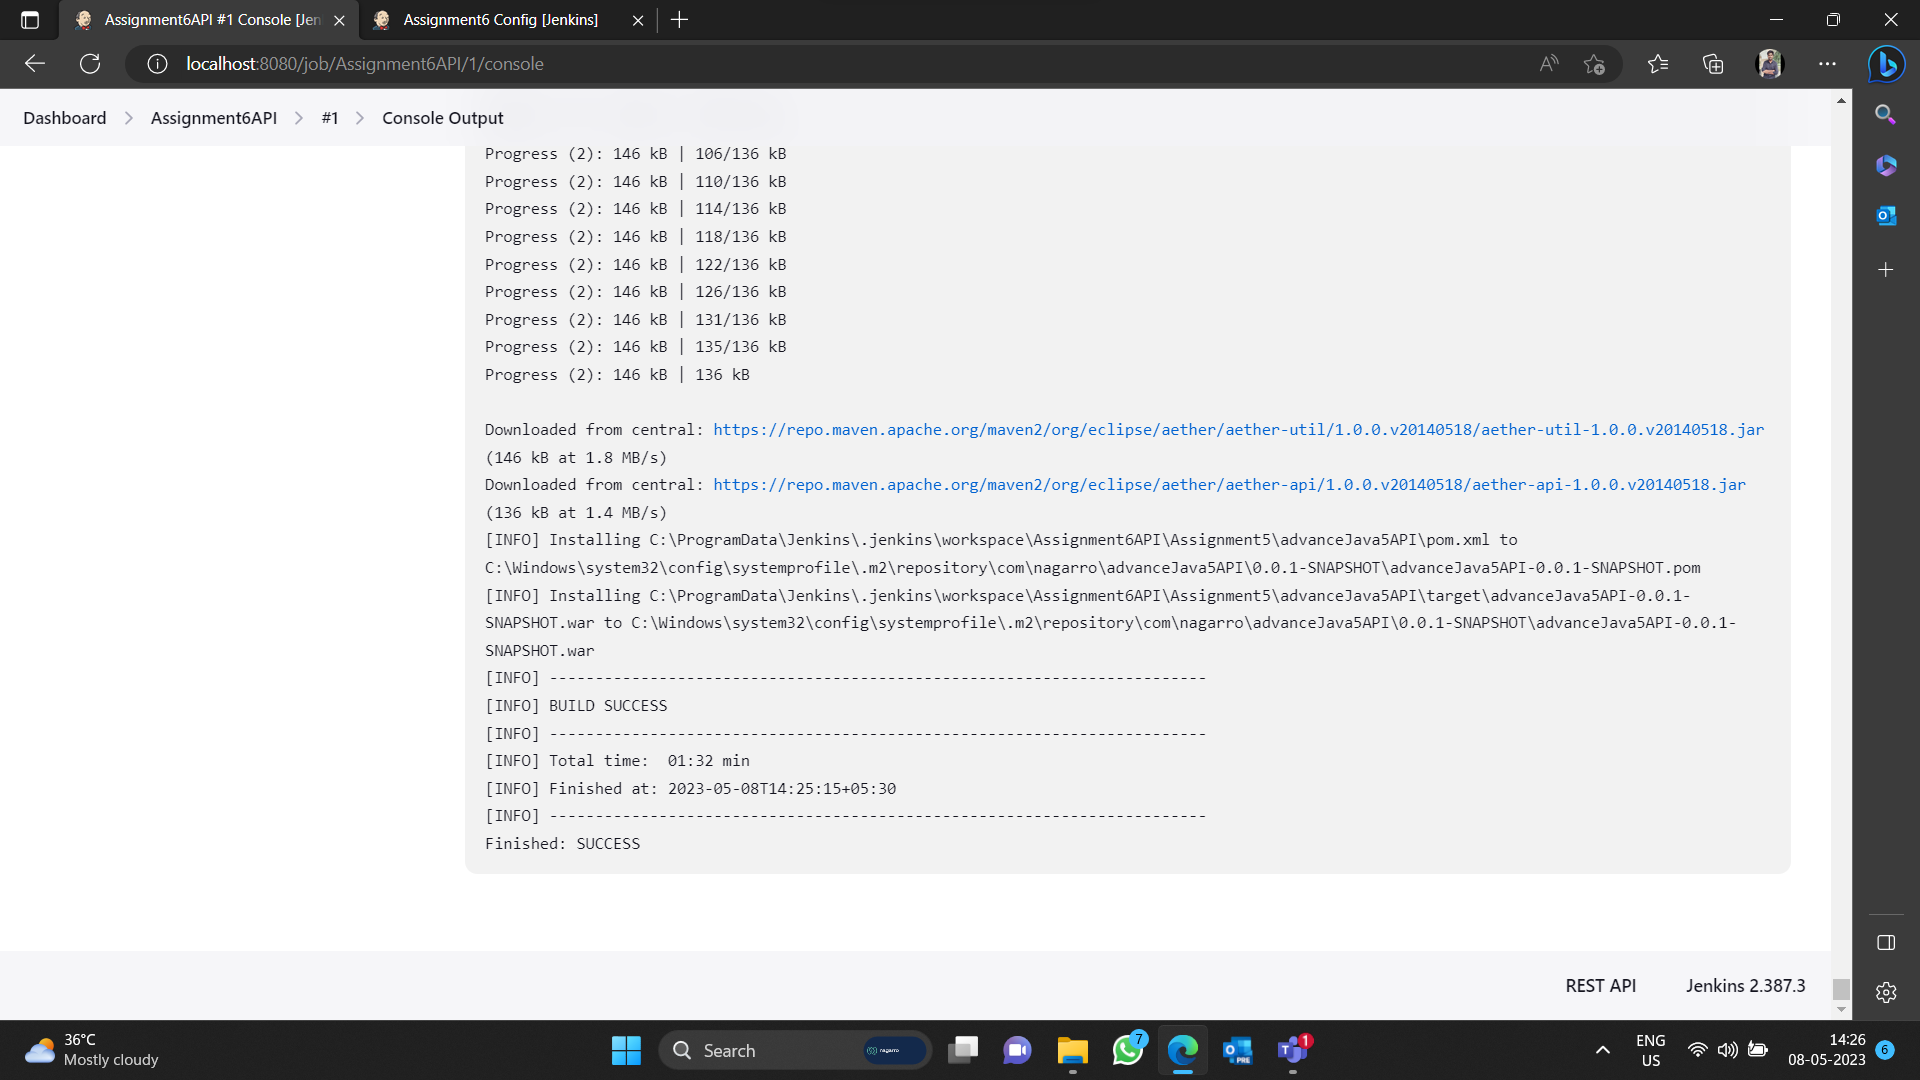 Assignment6API #1 Console [Jen
Assignment6 Config [Jenkins]
localhost:8080/job/Assignment6API/1/console
Dashboard
Assignment6API
#1
Console Output
Progress (2): 146 kB | 106/136 kB
Progress (2): 146 kB | 110/136 kB
Progress (2): 146 kB | 114/136 kB
Progress (2): 146 kB | 118/136 kB
Progress (2): 146 kB | 122/136 kB
Progress (2): 146 kB | 126/136 kB
Progress (2): 146 kB | 131/136 kB
Progress (2): 146 kB | 135/136 kB
Progress (2): 146 kB | 136 kB
Downloaded from central: https://repo.maven.apache.org/maven2/org/eclipse/aether/aether-util/1.0.0.v20140518/aether-util-1.0.0.v20140518.jar
(146 kB at 1.8 MB/s)
Downloaded from central: https://repo.maven.apache.org/maven2/org/eclipse/aether/aether-api/1.0.0.v20140518/aether-api-1.0.0.v20140518.jar
(136 kB at 1.4 MB/s)
[INFO] Installing C:\ProgramData\Jenkins\.jenkins\workspace\Assignment6API\Assignment5\advanceJava5API\pom.xml to
C:\Windows\system32\config\systemprofile\.m2\repository\com\nagarro\advanceJava5API\0.0.1-SNAPSHOT\advanceJava5API-0.0.1-SNAPSHOT.pom
[INFO] Installing C:\ProgramData\Jenkins\.jenkins\workspace\Assignment6API\Assignment5\advanceJava5API\target\advanceJava5API-0.0.1-
SNAPSHOT.war to C:\Windows\system32\config\systemprofile\.m2\repository\com\nagarro\advanceJava5API\0.0.1-SNAPSHOT\advanceJava5API-0.0.1-
SNAPSHOT.war
[INFO] ------------------------------------------------------------------------
[INFO] BUILD SUCCESS
[INFO] ------------------------------------------------------------------------
[INFO] Total time:  01:32 min
[INFO] Finished at: 2023-05-08T14:25:15+05:30
[INFO] ------------------------------------------------------------------------
Finished: SUCCESS
REST API
Jenkins 2.387.3
36°C
Mostly cloudy
Search
nagarro
7
PRE
1
ENG
US
14:26
08-05-2023
6